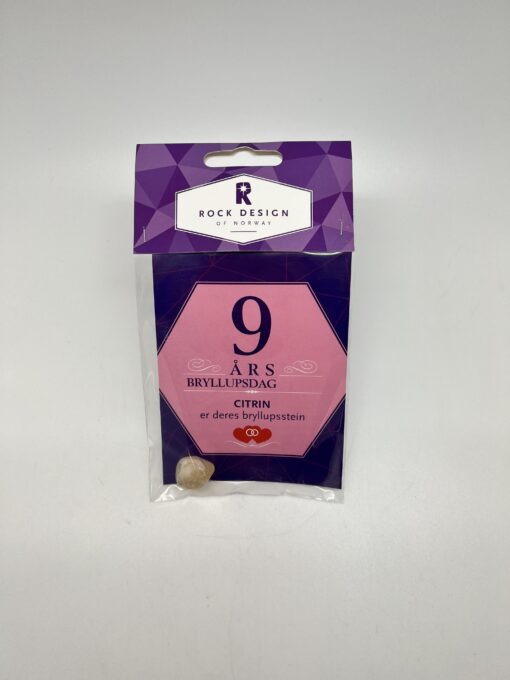 R
ROCK DESIGN
OF NORWAY
9
ÅRS
BRYLLUPSDAG
CITRIN
er deres bryllupsstein